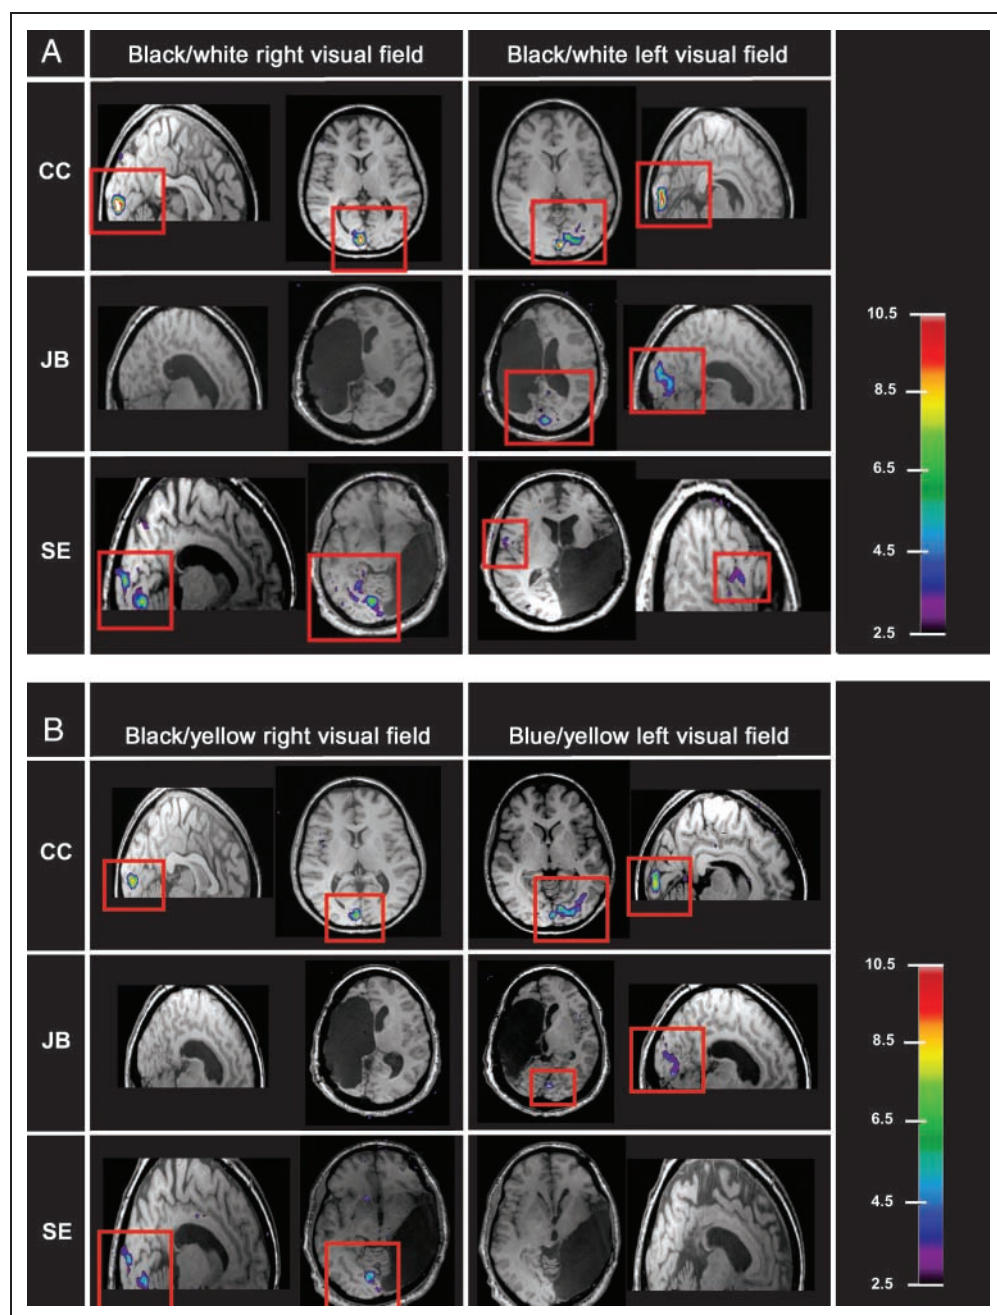 A
Black/white right visual field
Black/white left visual field
CC
JB
SE
10.5
8.5
6.5
4.5
2.5
B
Black/yellow right visual field
Blue/yellow left visual field
CC
JB
SE
10.5
8.5
6.5
4.5
2.5